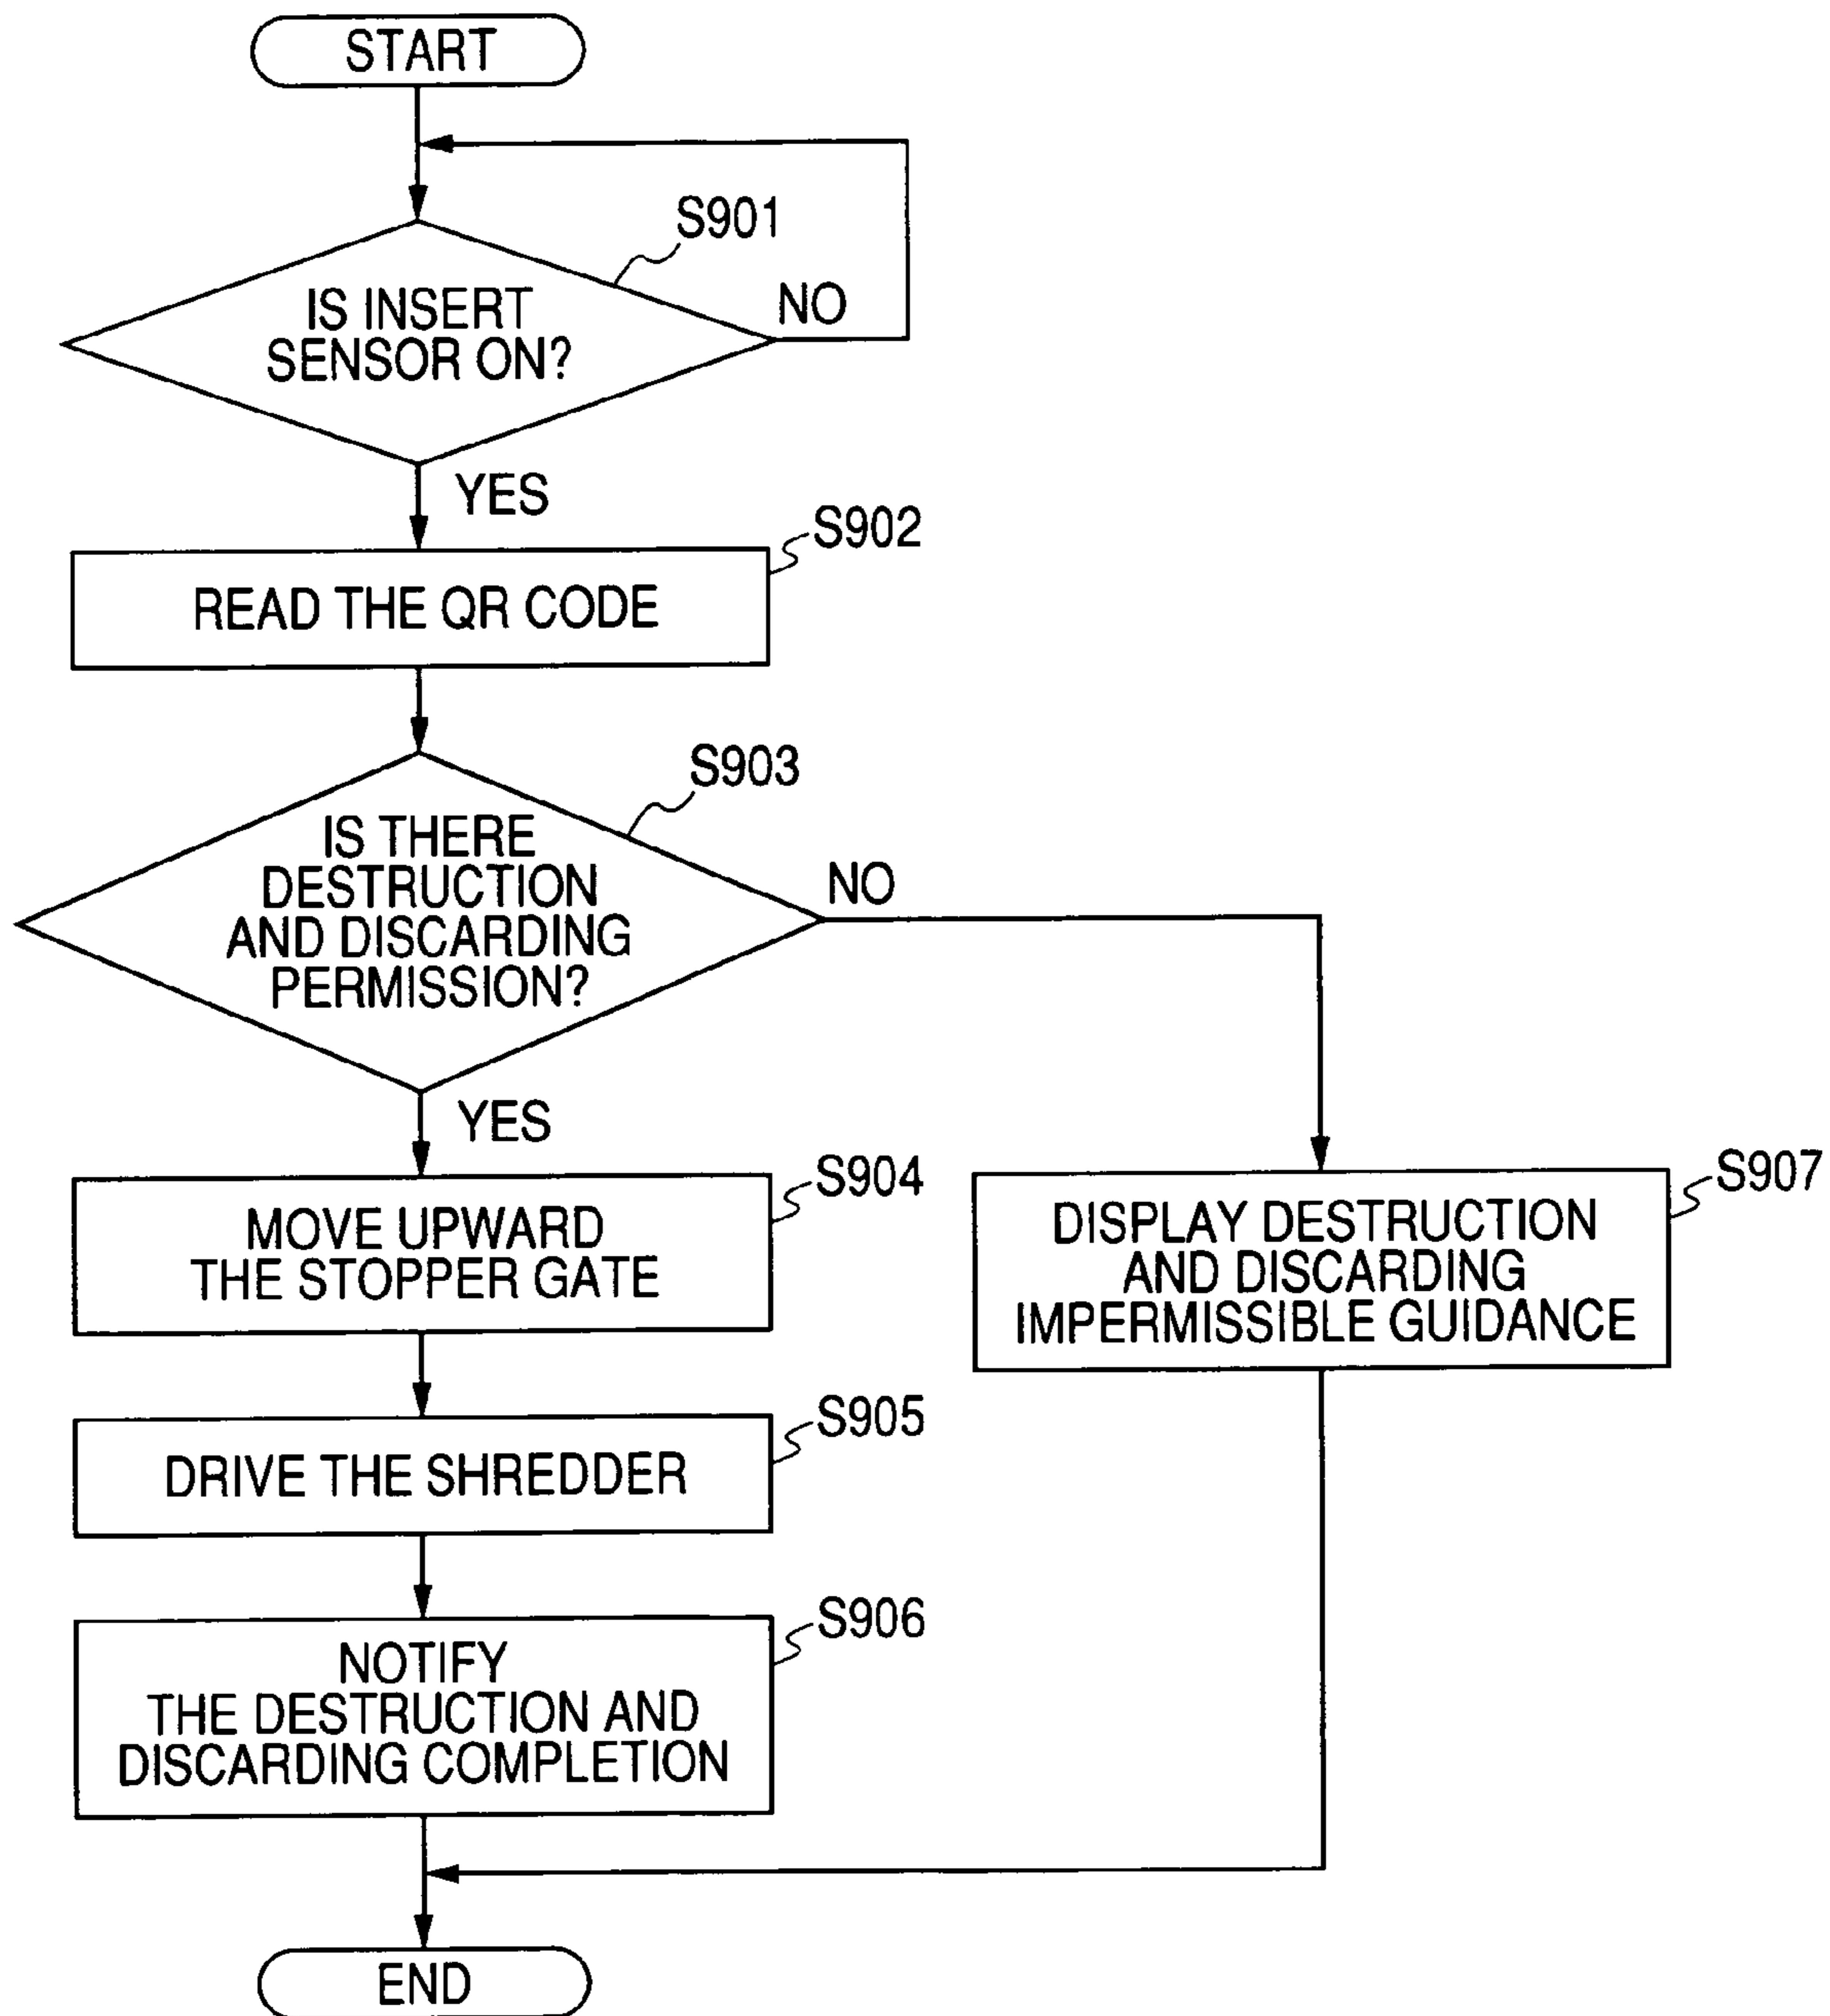 START
S901
IS INSERT
SENSOR ON?
NO
YES
S902
READ THE QR CODE
S903
IS THERE
DESTRUCTION
AND DISCARDING
PERMISSION?
NO
YES
S904
MOVE UPWARD
THE STOPPER GATE
S907
DISPLAY DESTRUCTION
AND DISCARDING
IMPERMISSIBLE GUIDANCE
S905
DRIVE THE SHREDDER
S906
NOTIFY
THE DESTRUCTION AND
DISCARDING COMPLETION
END